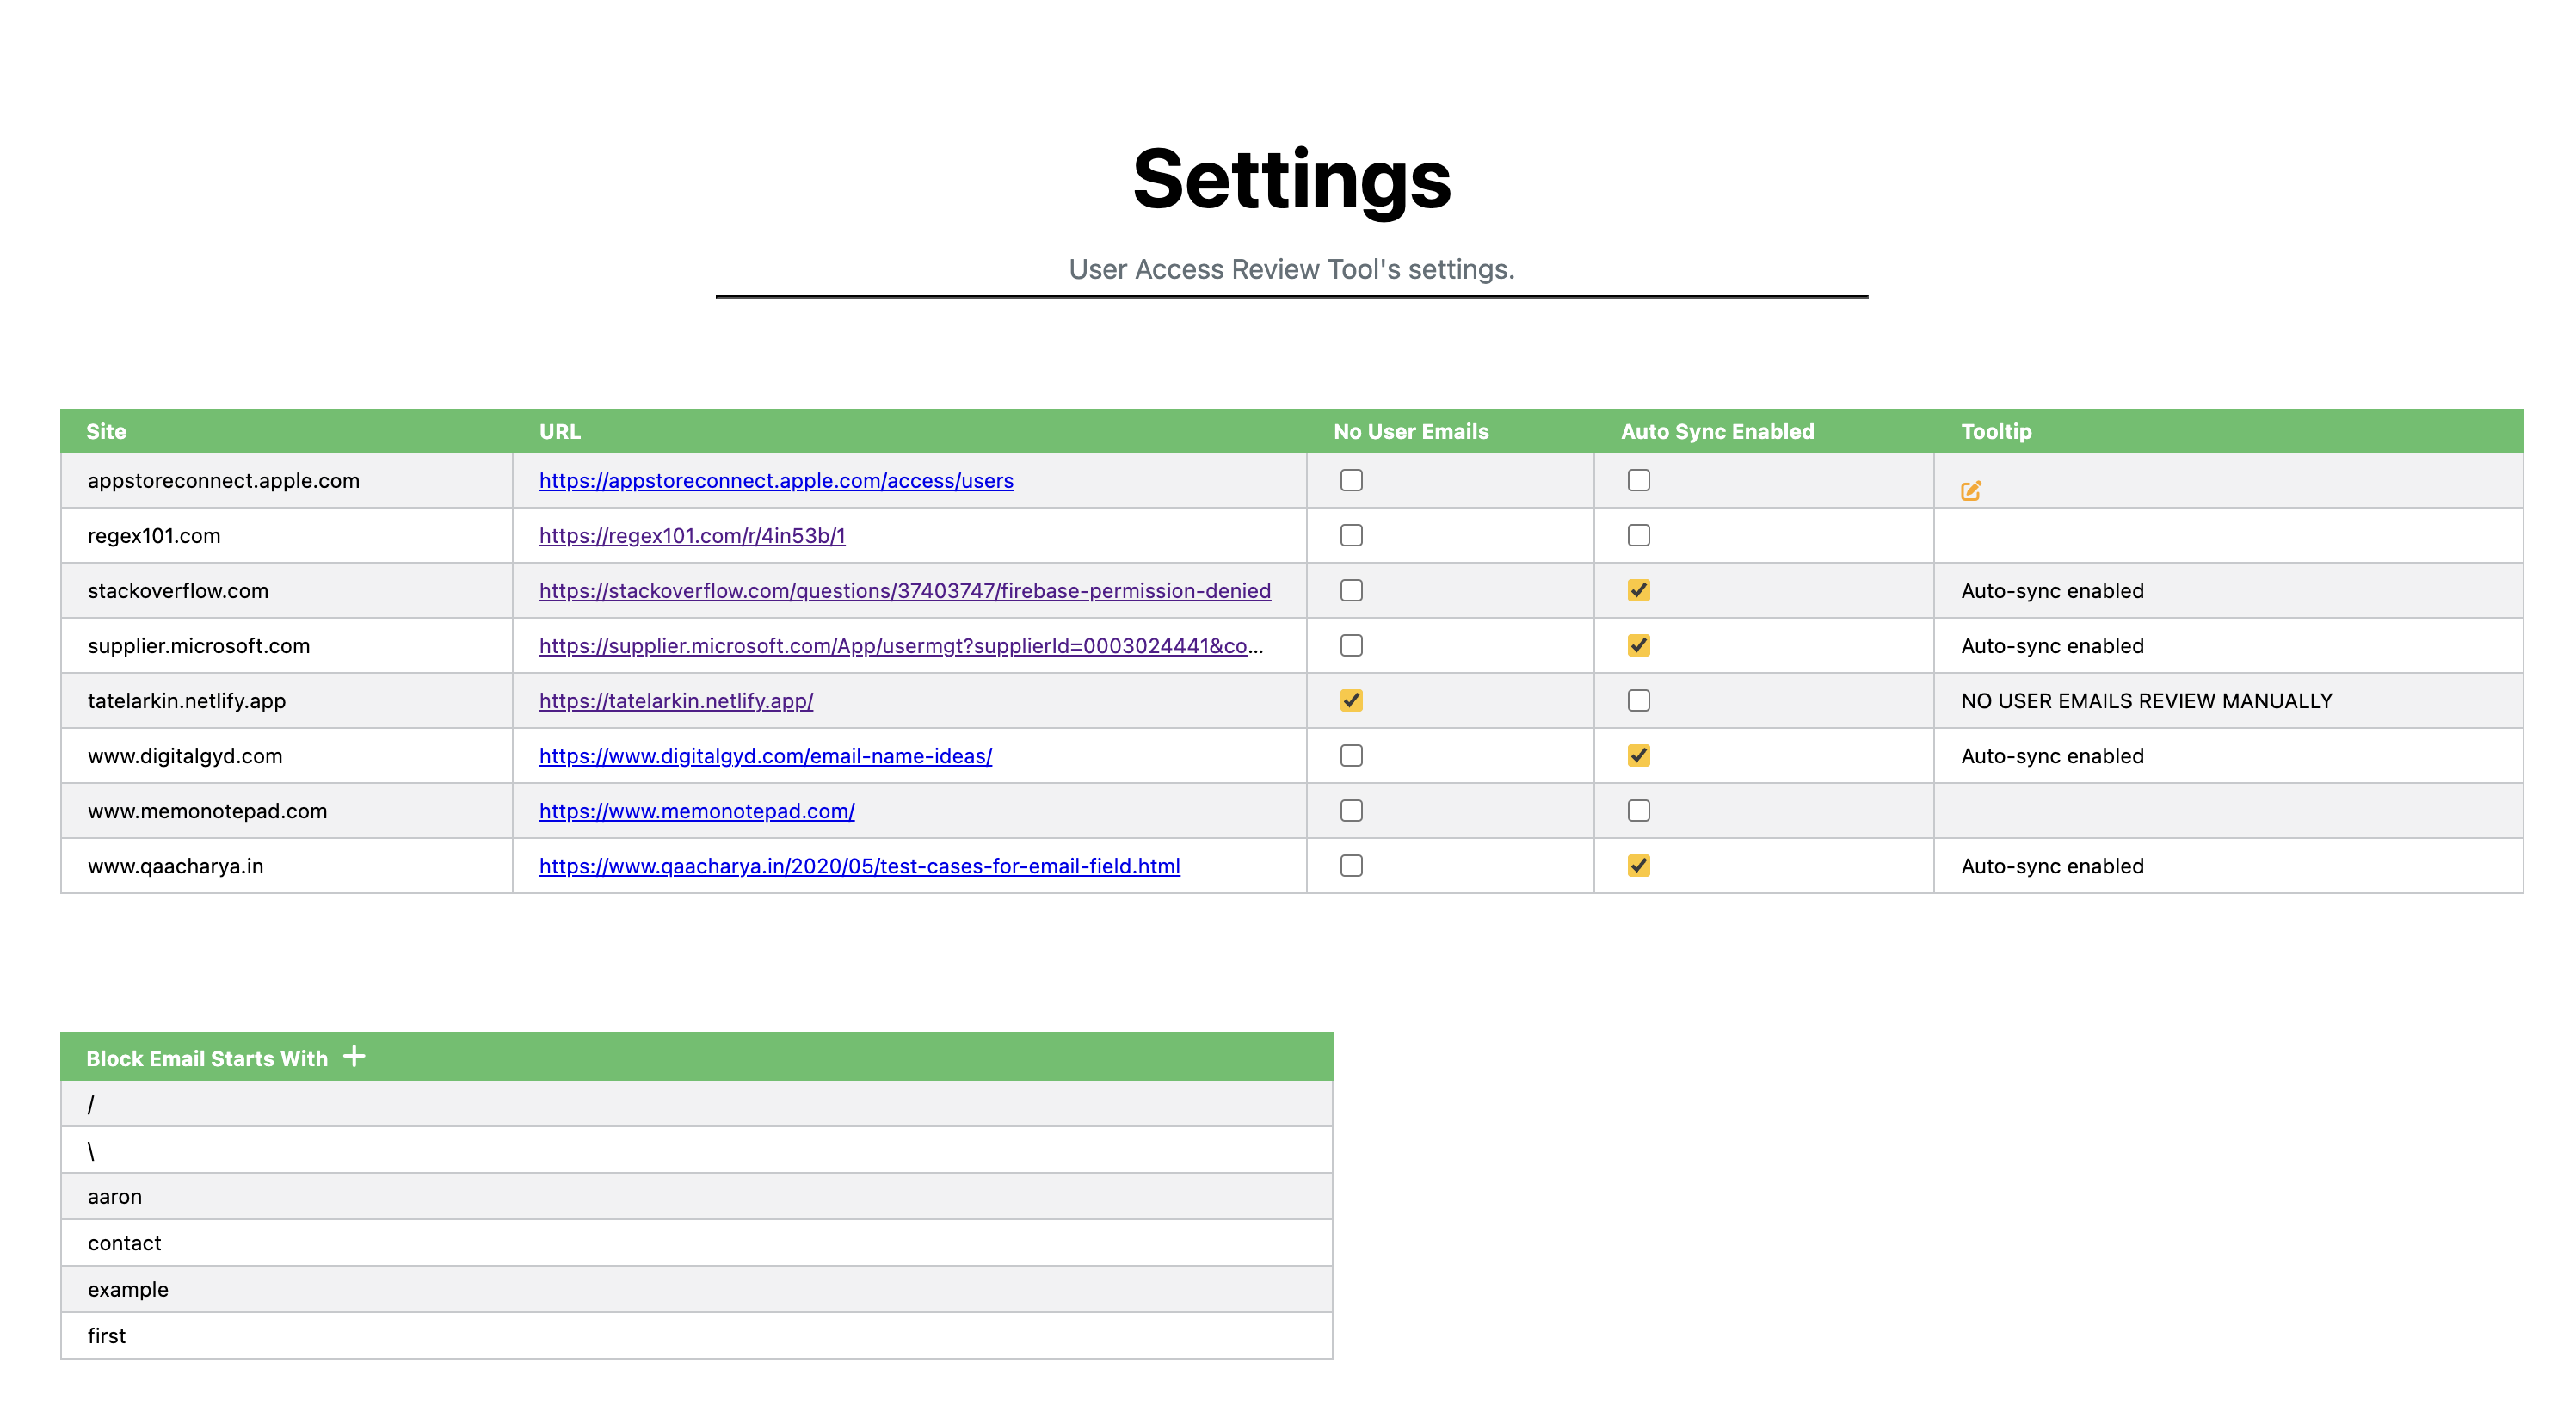 Settings
User Access Review Tool's settings.
Site URL No User Emails Auto Sync Enabled Tooltip
appstoreconnect.apple.com https://appstoreconnect.apple.com/access/users
regex101.com https://regex101.com/r/4in53b/1
stackoverflow.com https://stackoverflow.com/questions/37403747/firebase-permission-denied Auto-sync enabled
supplier.microsoft.com https://supplier.microsoft.com/App/usermgt?supplierId=0003024441&co... Auto-sync enabled
tatelarkin.netlify.app https://tatelarkin.netlify.app/ NO USER EMAILS REVIEW MANUALLY
www.digitalgyd.com https://www.digitalgyd.com/email-name-ideas/ Auto-sync enabled
www.memonotepad.com https://www.memonotepad.com/
www.qaacharya.in https://www.qaacharya.in/2020/05/test-cases-for-email-field.html Auto-sync enabled
Block Email Starts With +
/
\
aaron
contact
example
first